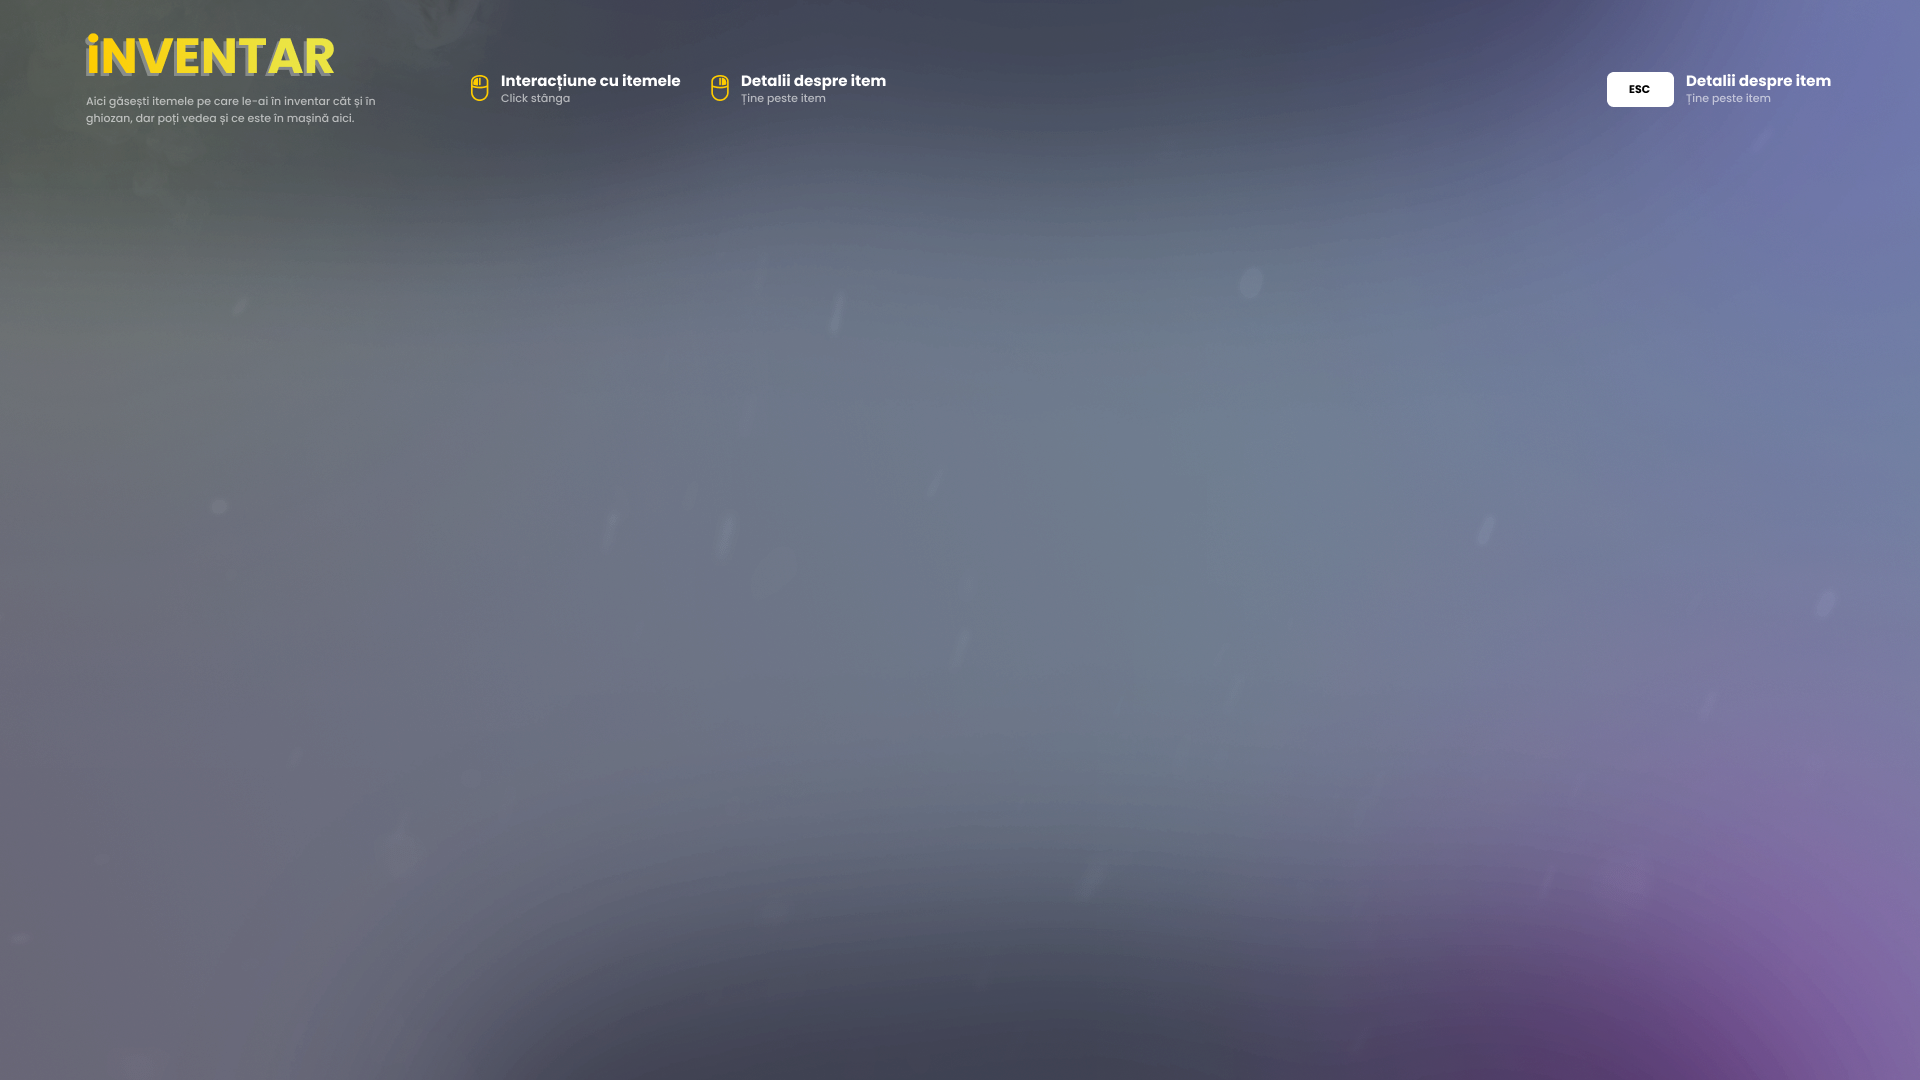 iNVENTAR
Aici găsești itemele pe care le-ai în inventar cât și în
ghiozan, dar poți vedea și ce este în mașină aici.
Interacțiune cu itemele
Click stânga
Detalii despre item
Ține peste item
ESC
Detalii despre item
Ține peste item